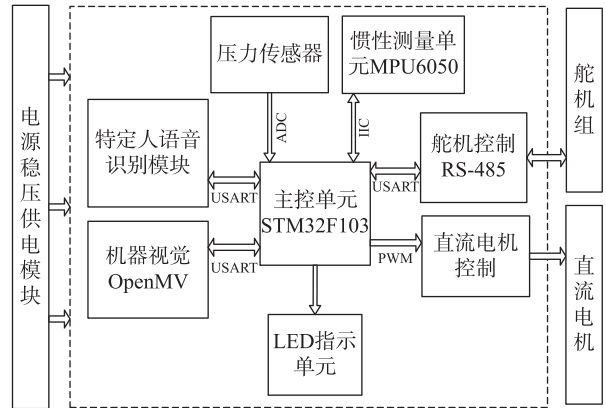 电源稳压供电模块
压力传感器
惯性测量单
元MPU6050
ADC
IIC
特定人语音
识别模块
USART
主控单元
STM32F103
USART
舵机控制
RS-485
舵机组
机器视觉
OpenMV
USART
PWM
直流电机
控制
直流电机
LED指示
单元